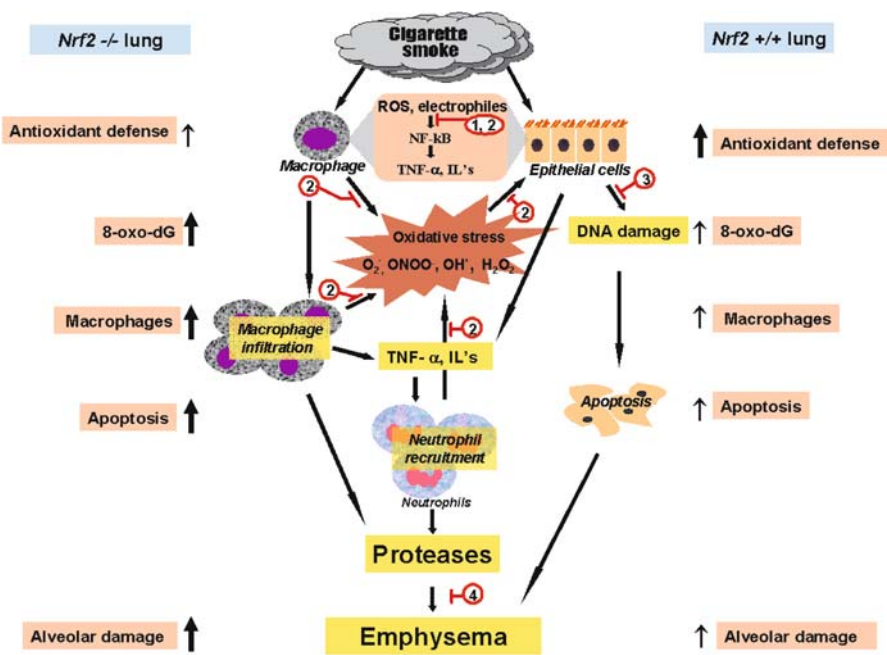 Cigarette
smoke
Nrf2 -/- lung
Nrf2 +/+ lung
ROS, electrophiles
1, 2
NF-kB
TNF-α, IL's
Macrophage
Epithelial cells
Antioxidant defense ↑
↑ Antioxidant defense
2
3
2
8-oxo-dG ↑
Oxidative stress
O₂⁻, ONOO⁻, OH·, H₂O₂
DNA damage
↑ 8-oxo-dG
2
Macrophages ↑
Macrophage
infiltration
2
TNF- α, IL's
↑ Macrophages
Apoptosis ↑
Neutrophil
recruitment
Neutrophils
Apoptosis
↑ Apoptosis
Proteases
4
Alveolar damage ↑
Emphysema
↑ Alveolar damage